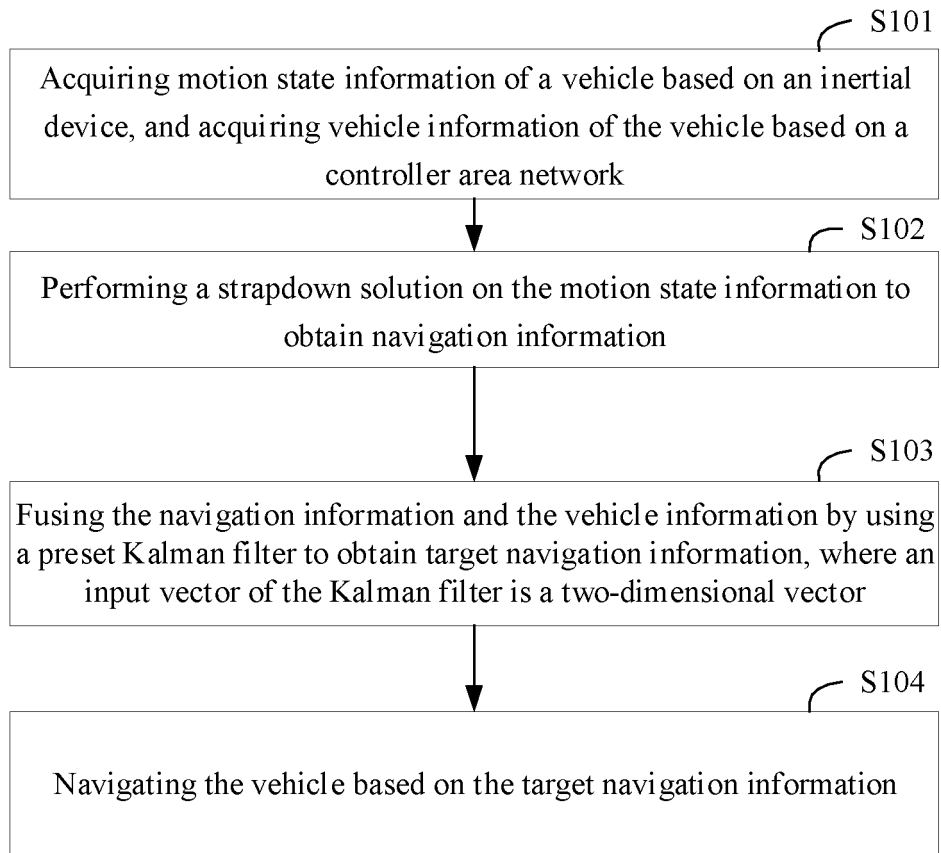 S101
Acquiring motion state information of a vehicle based on an inertial
device, and acquiring vehicle information of the vehicle based on a
controller area network
S102
Performing a strapdown solution on the motion state information to
obtain navigation information
S103
Fusing the navigation information and the vehicle information by using
a preset Kalman filter to obtain target navigation information, where an
input vector of the Kalman filter is a two-dimensional vector
S104
Navigating the vehicle based on the target navigation information